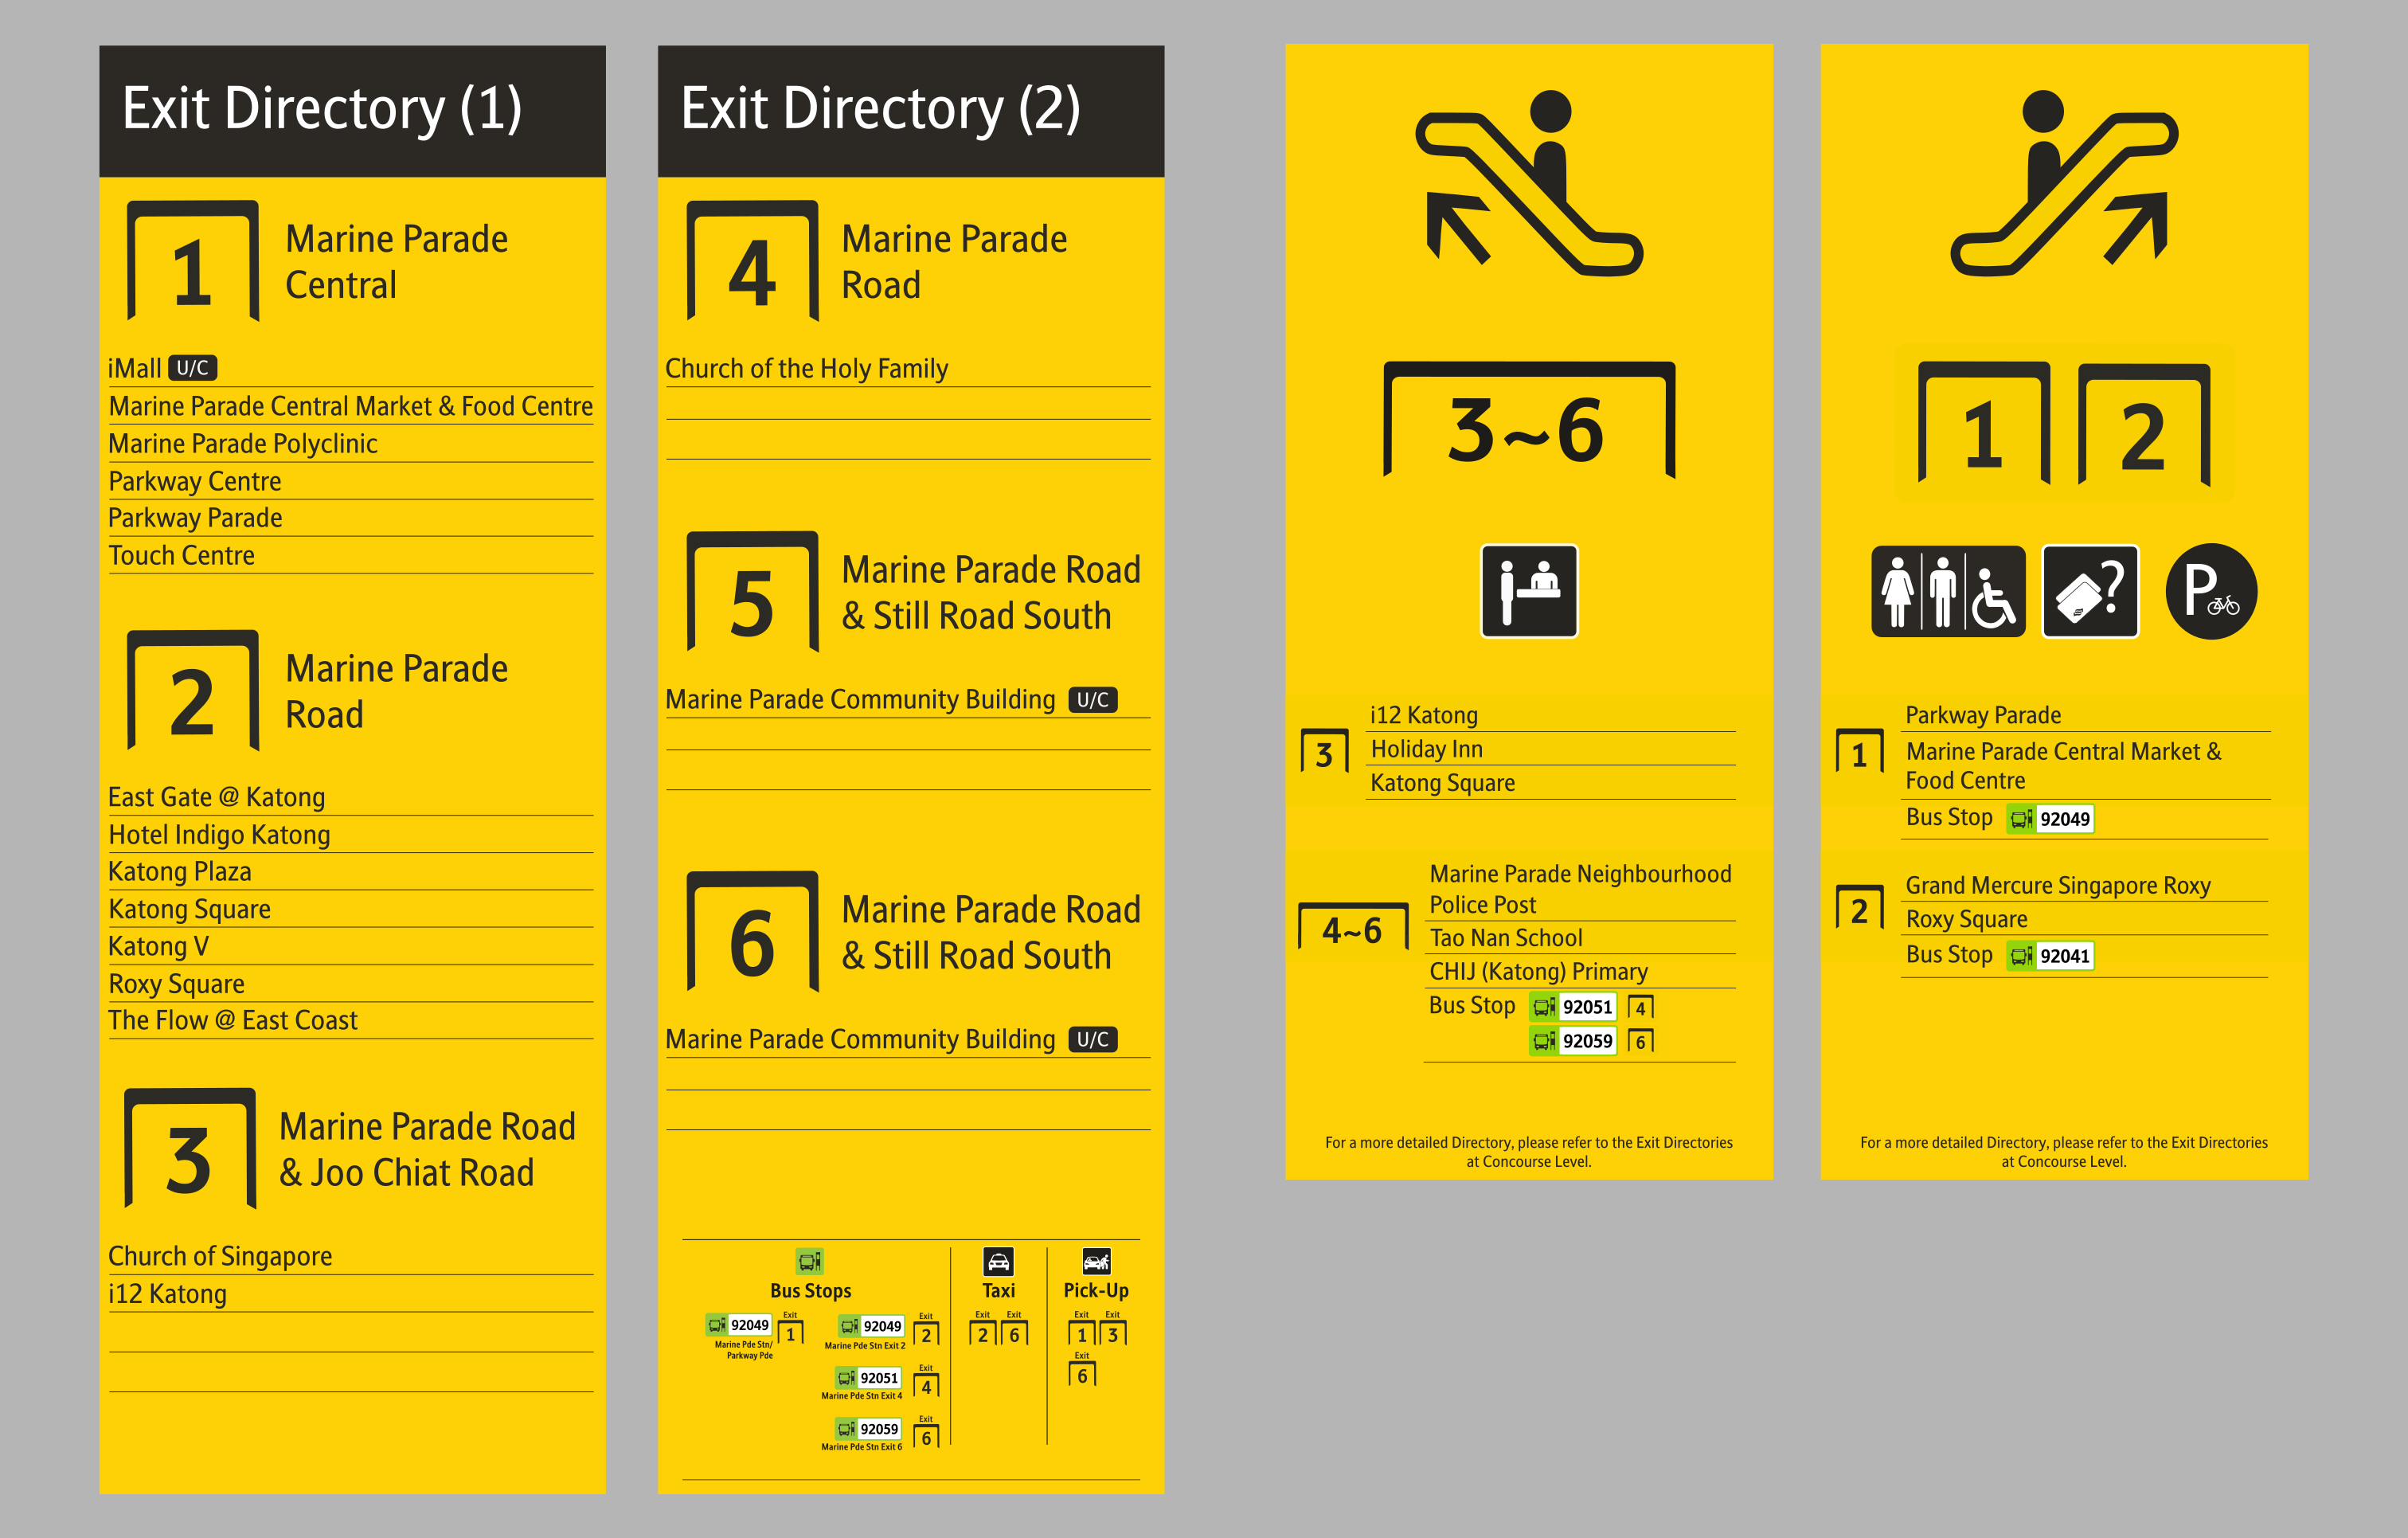 Exit Directory (1)
1
Marine Parade
Central
iMall U/C
Marine Parade Central Market & Food Centre
Marine Parade Polyclinic
Parkway Centre
Parkway Parade
Touch Centre
2
Marine Parade
Road
East Gate @ Katong
Hotel Indigo Katong
Katong Plaza
Katong Square
Katong V
Roxy Square
The Flow @ East Coast
3
Marine Parade Road
& Joo Chiat Road
Church of Singapore
i12 Katong
Exit Directory (2)
4
Marine Parade
Road
Church of the Holy Family
5
Marine Parade Road
& Still Road South
Marine Parade Community Building U/C
6
Marine Parade Road
& Still Road South
Marine Parade Community Building U/C
Bus Stops
92049 Exit 1
Marine Pde Stn/
Parkway Pde
92049 Exit 2
Marine Pde Stn Exit 2
92051 Exit 4
Marine Pde Stn Exit 4
92059 Exit 6
Marine Pde Stn Exit 6
Taxi
Exit Exit
2 6
Pick-Up
Exit Exit
1 3
Exit
6
3~6
3
i12 Katong
Holiday Inn
Katong Square
4~6
Marine Parade Neighbourhood
Police Post
Tao Nan School
CHIJ (Katong) Primary
Bus Stop 92051 4
92059 6
For a more detailed Directory, please refer to the Exit Directories
at Concourse Level.
1 2
?
P
1
Parkway Parade
Marine Parade Central Market &
Food Centre
Bus Stop 92049
2
Grand Mercure Singapore Roxy
Roxy Square
Bus Stop 92041
For a more detailed Directory, please refer to the Exit Directories
at Concourse Level.